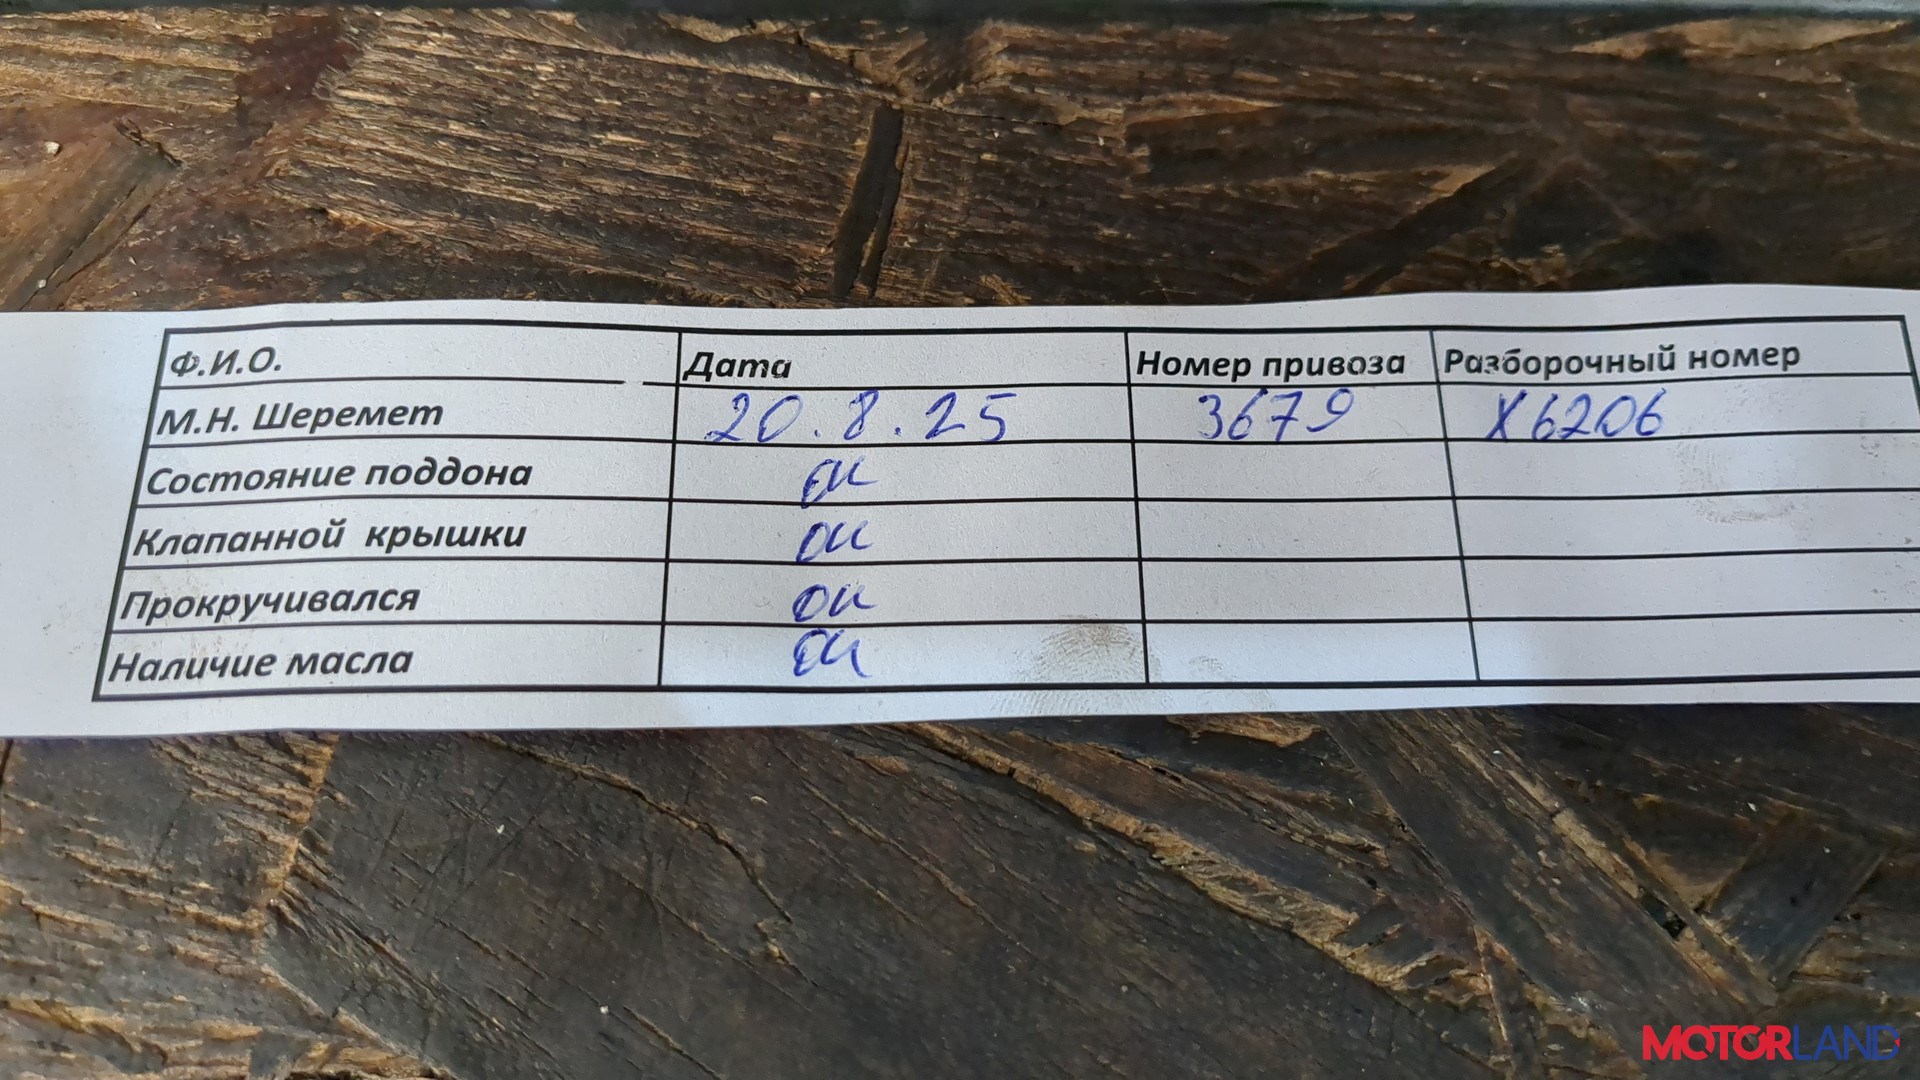 Ф.И.О. Дата Номер привоза Разборочный номер
М.Н. Шеремет 20.8.25 3679 X6206
Состояние поддона ок
Клапанной крышки ок
Прокручивался ок
Наличие масла ок
MOTORLAND